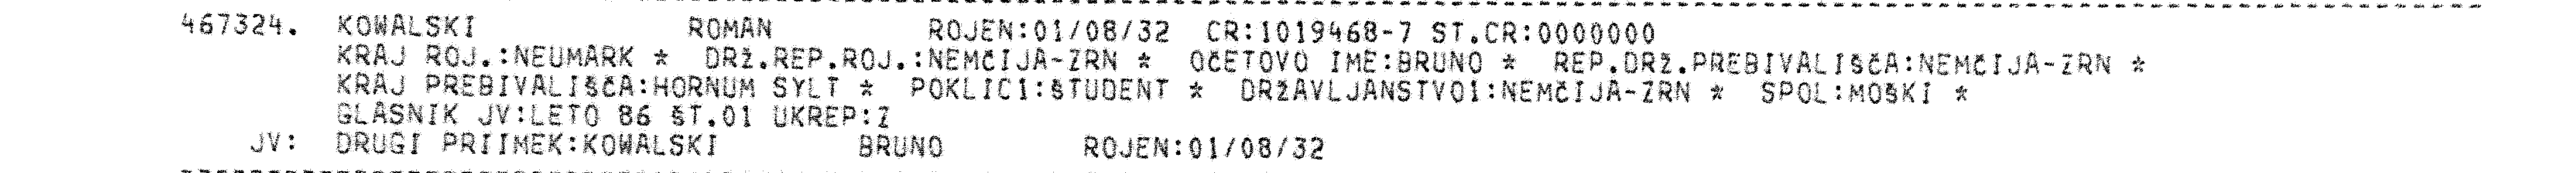 467324. KOWALSKI ROMAN ROJEN:01/08/32 CR:1019468-7 ST.CR:0000000
KRAJ ROJ.:NEUMARK * DRŽ.REP.ROJ.:NEMČIJA-ZRN * OČETOVO IME:BRUNO * REP.DRŽ.PREBIVALIŠČA:NEMČIJA-ZRN *
KRAJ PREBIVALIŠČA:HORNUM SYLT * POKLIC1:ŠTUDENT * DRŽAVLJANSTVO1:NEMČIJA-ZRN * SPOL:MOŠKI *
GLASNIK JV:LETO 86 ŠT.01 UKREP:Z
JV: DRUGI PRIIMEK:KOWALSKI BRUNO ROJEN:01/08/32